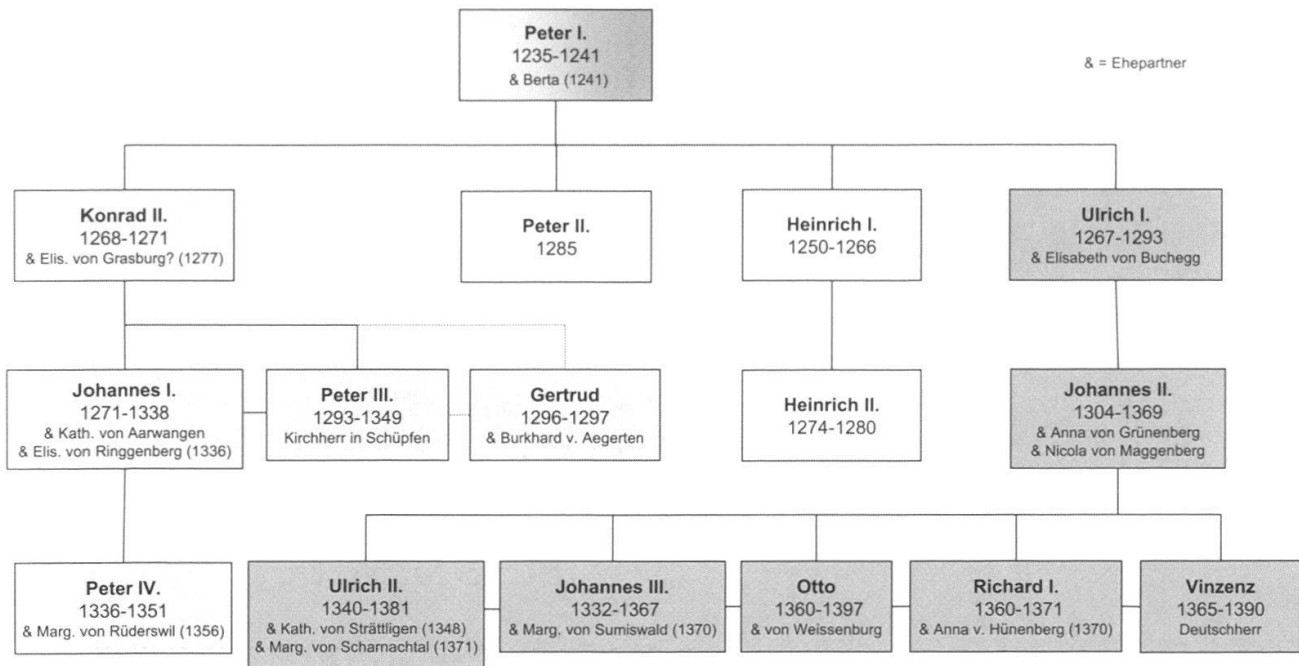 Peter I.
1235-1241
& Berta (1241)
& = Ehepartner
Konrad II.
1268-1271
& Elis. von Grasburg? (1277)
Peter II.
1285
Heinrich I.
1250-1266
Ulrich I.
1267-1293
& Elisabeth von Buchegg
Johannes I.
1271-1338
& Kath. von Aarwangen
& Elis. von Ringgenberg (1336)
Peter III.
1293-1349
Kirchherr in Schüpfen
Gertrud
1296-1297
& Burkhard v. Aegerten
Heinrich II.
1274-1280
Johannes II.
1304-1369
& Anna von Grünenberg
& Nicola von Maggenberg
Peter IV.
1336-1351
& Marg. von Rüderswil (1356)
Ulrich II.
1340-1381
& Kath. von Strättligen (1348)
& Marg. von Scharnachtal (1371)
Johannes III.
1332-1367
& Marg. von Sumiswald (1370)
Otto
1360-1397
& von Weissenburg
Richard I.
1360-1371
& Anna v. Hünenberg (1370)
Vinzenz
1365-1390
Deutschherr